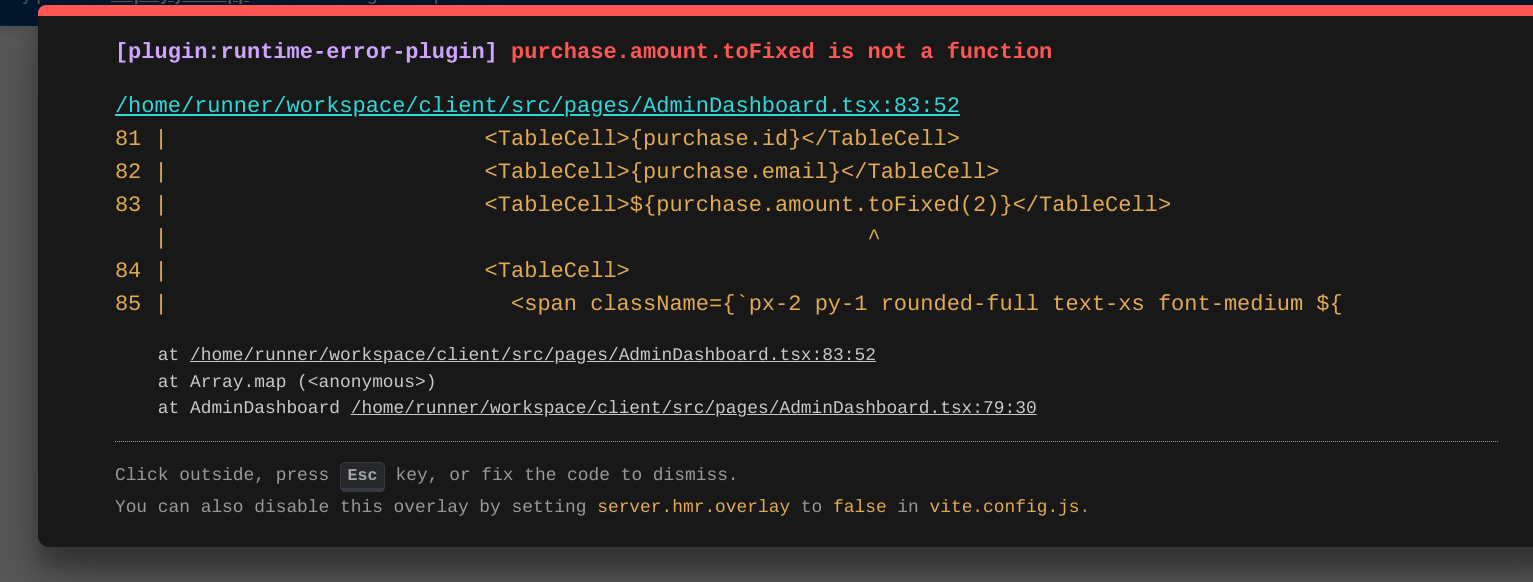 [plugin:runtime-error-plugin] purchase.amount.toFixed is not a function
/home/runner/workspace/client/src/pages/AdminDashboard.tsx:83:52
81 |                        <TableCell>{purchase.id}</TableCell>
82 |                        <TableCell>{purchase.email}</TableCell>
83 |                        <TableCell>${purchase.amount.toFixed(2)}</TableCell>
   |                                                     ^
84 |                        <TableCell>
85 |                          <span className={`px-2 py-1 rounded-full text-xs font-medium ${
    at /home/runner/workspace/client/src/pages/AdminDashboard.tsx:83:52
    at Array.map (<anonymous>)
    at AdminDashboard /home/runner/workspace/client/src/pages/AdminDashboard.tsx:79:30
Click outside, press Esc key, or fix the code to dismiss.
You can also disable this overlay by setting server.hmr.overlay to false in vite.config.js.